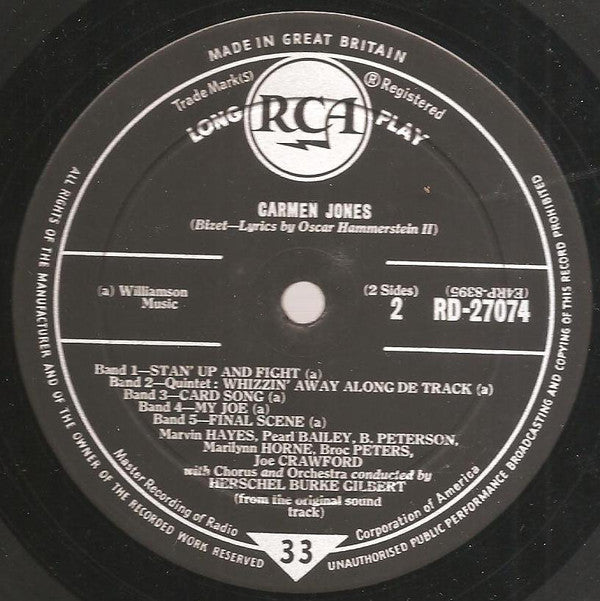 MADE IN GREAT BRITAIN
Trade Mark(s) ® Registered
LONG RCA PLAY
CARMEN JONES
(Bizet—Lyrics by Oscar Hammerstein II)
(a) Williamson
Music
(2 Sides)
2
(E4RP-8395)
RD-27074
Band 1—STAN' UP AND FIGHT (a)
Band 2—Quintet : WHIZZIN' AWAY ALONG DE TRACK (a)
Band 3—CARD SONG (a)
Band 4—MY JOE (a)
Band 5—FINAL SCENE (a)
Marvin HAYES, Pearl BAILEY, B. PETERSON,
Marilynn HORNE, Broc PETERS,
Joe CRAWFORD
with Chorus and Orchestra conducted by
HERSCHEL BURKE GILBERT
(from the original sound
track)
Master Recording of Radio Corporation of America
33
ALL RIGHTS OF THE MANUFACTURER AND OF THE OWNER OF THE RECORDED WORK RESERVED
UNAUTHORISED PUBLIC PERFORMANCE BROADCASTING AND COPYING OF THIS RECORD PROHIBITED